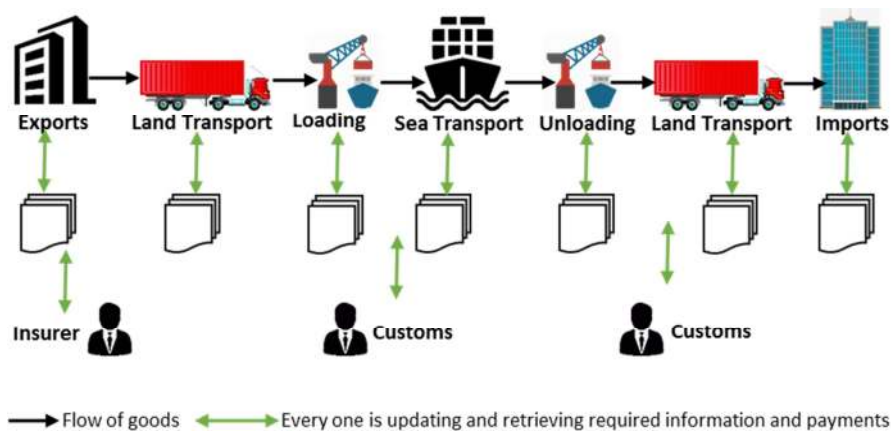 Exports
Land Transport
Loading
Sea Transport
Unloading
Land Transport
Imports
Insurer
Customs
Customs
Flow of goods
Every one is updating and retrieving required information and payments